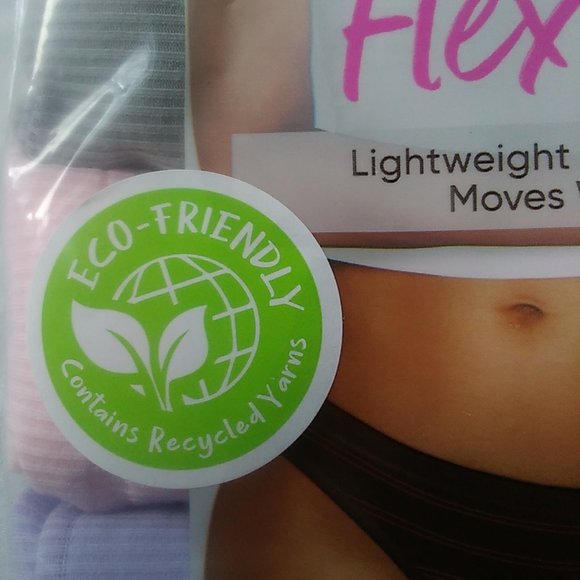 Flex
Lightweight
Moves
ECO-FRIENDLY
Contains Recycled Yarns